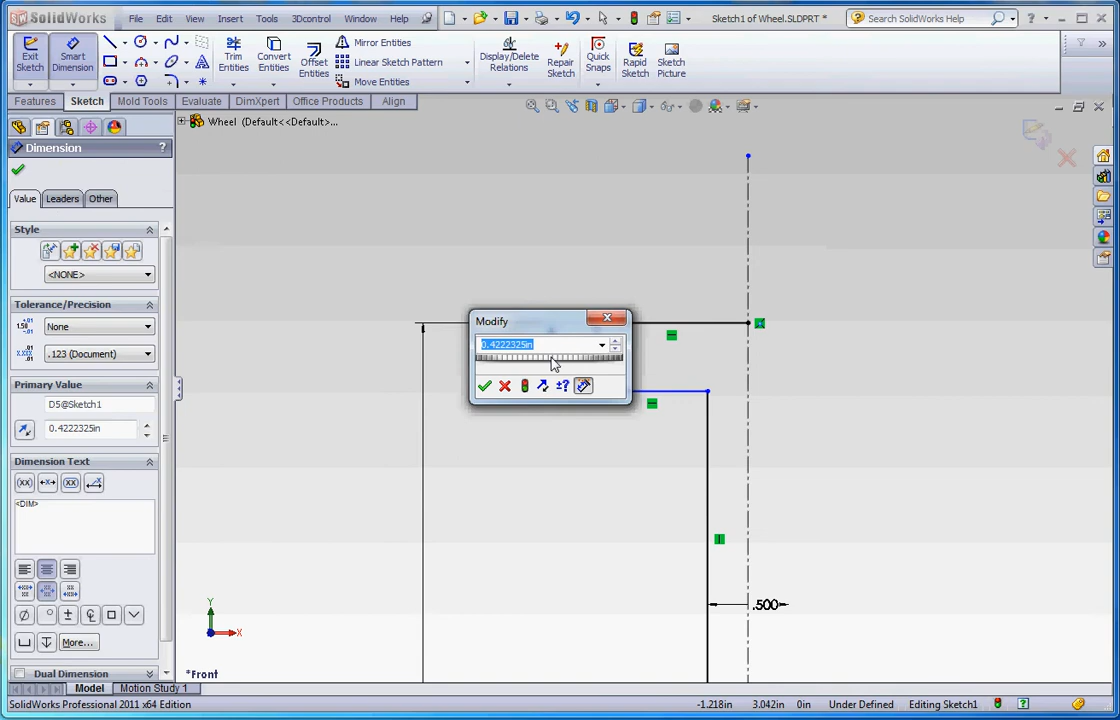 SolidWorks File Edit View Insert Tools 3Dcontrol Window Help Sketch1 of Wheel.SLDPRT * Search SolidWorks Help
Exit Sketch
Smart Dimension
Trim Entities
Convert Entities
Offset Entities
Mirror Entities
Linear Sketch Pattern
Move Entities
Display/Delete Relations
Repair Sketch
Quick Snaps
Rapid Sketch
Sketch Picture
Features Sketch Mold Tools Evaluate DimXpert Office Products Align
Wheel (Default<<Default>...
Dimension ?
Value Leaders Other
Style
<NONE>
Tolerance/Precision
None
.123 (Document)
Primary Value
D5@Sketch1
0.4222325in
Dimension Text
<DIM>
More...
Dual Dimension
Modify
0.4222325in
.500
Y
X
*Front
Model Motion Study 1
SolidWorks Professional 2011 x64 Edition -1.218in 3.042in 0in Under Defined Editing Sketch1